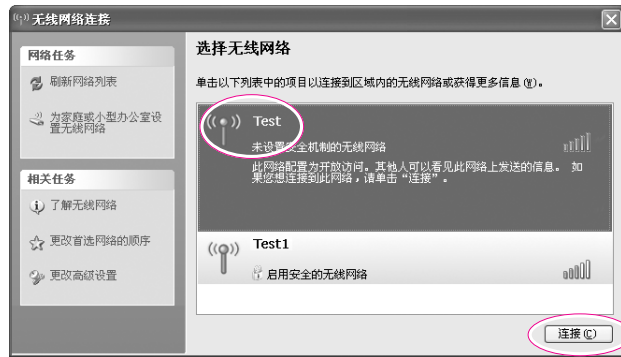 无线网络连接
网络任务
刷新网络列表
为家庭或小型办公室设
置无线网络
相关任务
了解无线网络
更改首选网络的顺序
更改高级设置
选择无线网络
单击以下列表中的项目以连接到区域内的无线网络或获得更多信息(W)。
Test
未设置安全机制的无线网络
此网络配置为开放访问。其他人可以看见此网络上发送的信息。 如
果您想连接到此网络，请单击“连接”。
Test1
启用安全的无线网络
连接(C)